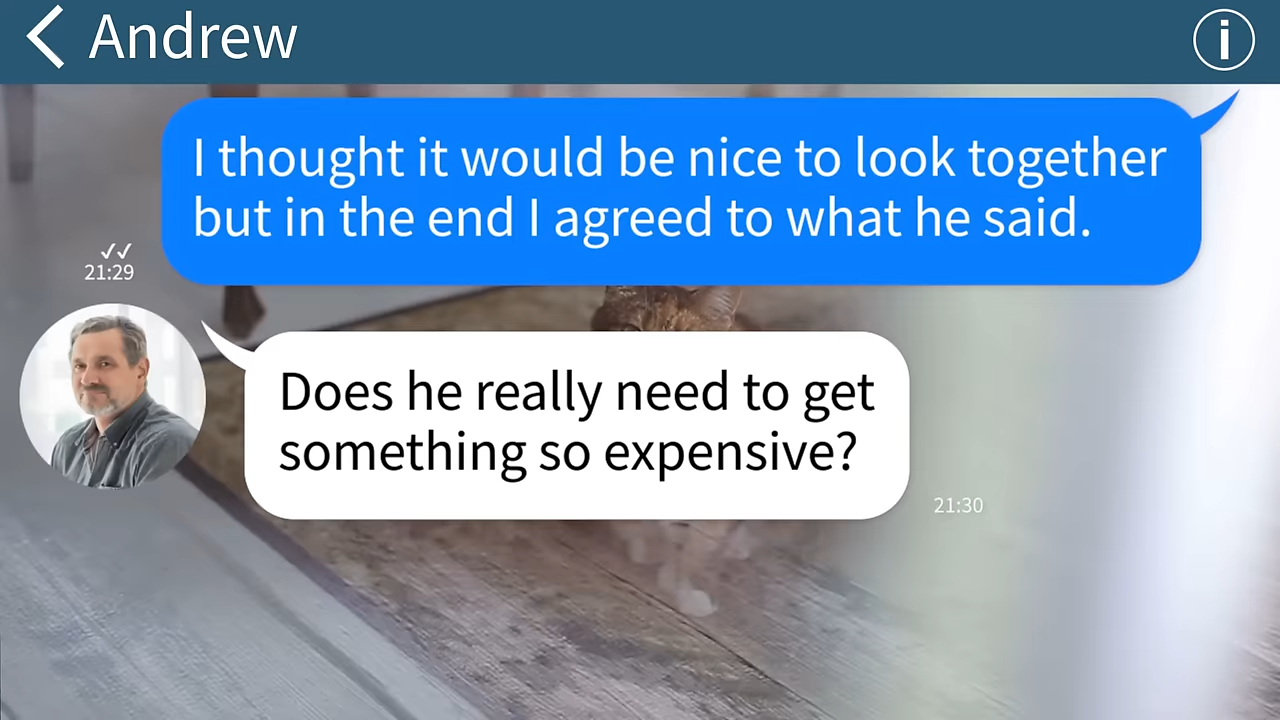 Andrew
I thought it would be nice to look together
but in the end I agreed to what he said.
21:29
Does he really need to get
something so expensive?
21:30